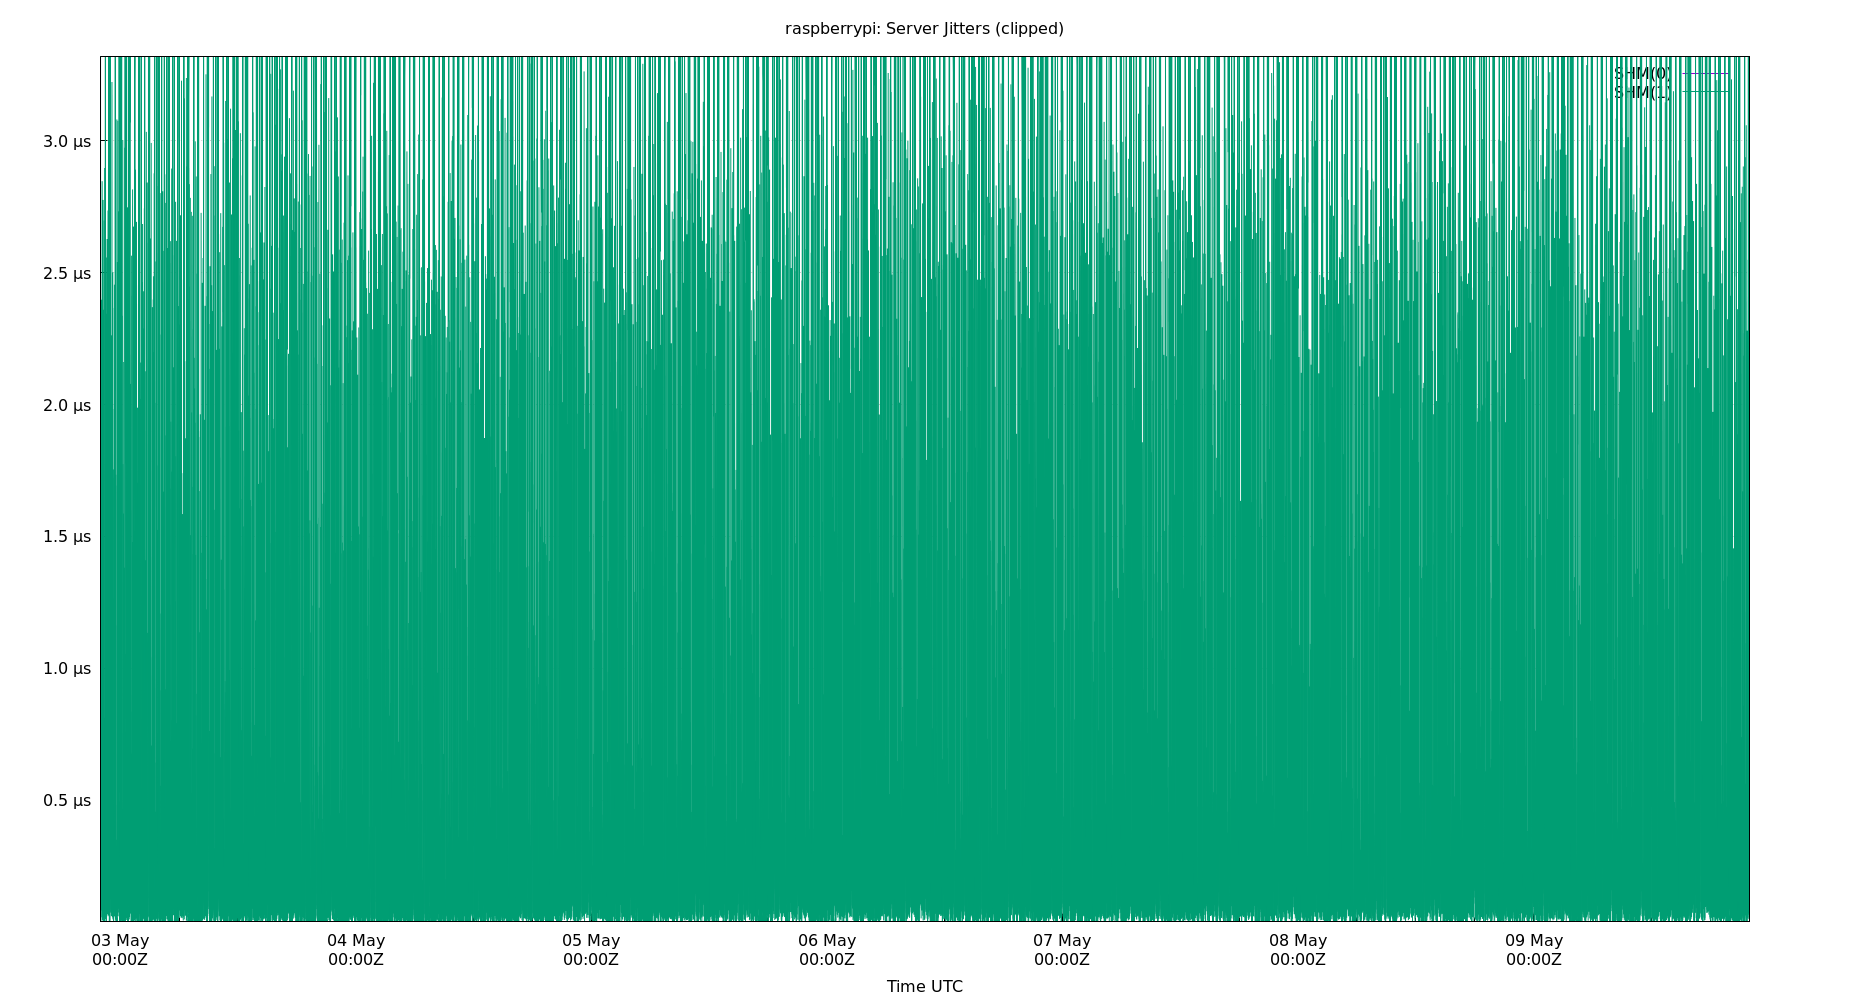 raspberrypi: Server Jitters (clipped)
SHM(0)
SHM(1)
3.0 µs
2.5 µs
2.0 µs
1.5 µs
1.0 µs
0.5 µs
03 May 04 May 05 May 06 May 07 May 08 May 09 May
00:00Z 00:00Z 00:00Z 00:00Z 00:00Z 00:00Z 00:00Z
Time UTC